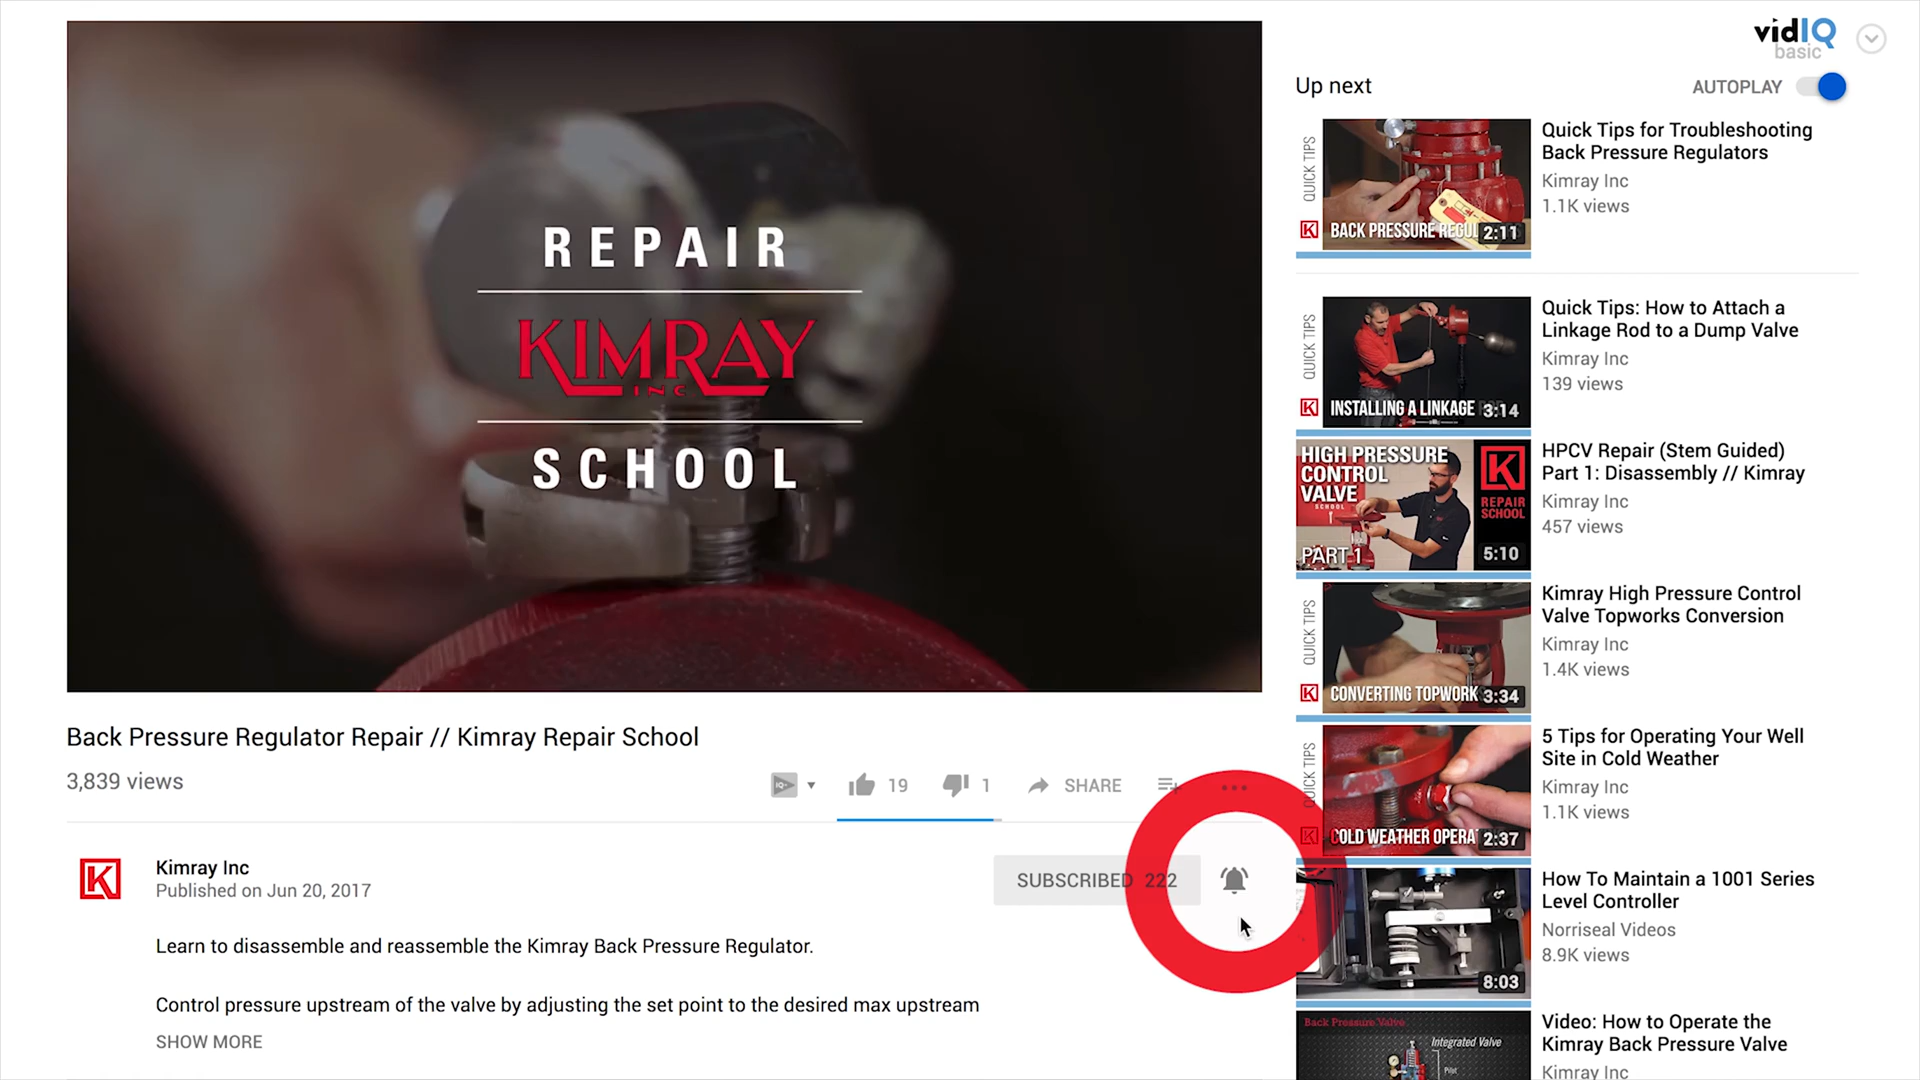 REPAIR
KIMRAY
INC
SCHOOL
Back Pressure Regulator Repair // Kimray Repair School
3,839 views
IQ
19
1
SHARE
Kimray Inc
Published on Jun 20, 2017
SUBSCRIBED 222
Learn to disassemble and reassemble the Kimray Back Pressure Regulator.
Control pressure upstream of the valve by adjusting the set point to the desired max upstream
SHOW MORE
vidIQ
basic
Up next
AUTOPLAY
QUICK TIPS
K
BACK PRESSURE REGUL
2:11
Quick Tips for Troubleshooting
Back Pressure Regulators
Kimray Inc
1.1K views
QUICK TIPS
K
INSTALLING A LINKAGE
3:14
Quick Tips: How to Attach a
Linkage Rod to a Dump Valve
Kimray Inc
139 views
HIGH PRESSURE
CONTROL
VALVE
SCHOOL
PART 1
K
REPAIR
SCHOOL
5:10
HPCV Repair (Stem Guided)
Part 1: Disassembly // Kimray
Kimray Inc
457 views
QUICK TIPS
K
CONVERTING TOPWORK
3:34
Kimray High Pressure Control
Valve Topworks Conversion
Kimray Inc
1.4K views
QUICK TIPS
K
COLD WEATHER OPERA
2:37
5 Tips for Operating Your Well
Site in Cold Weather
Kimray Inc
1.1K views
8:03
How To Maintain a 1001 Series
Level Controller
Norriseal Videos
8.9K views
Back Pressure Valve
Integrated Valve
Pilot
Video: How to Operate the
Kimray Back Pressure Valve
Kimray Inc